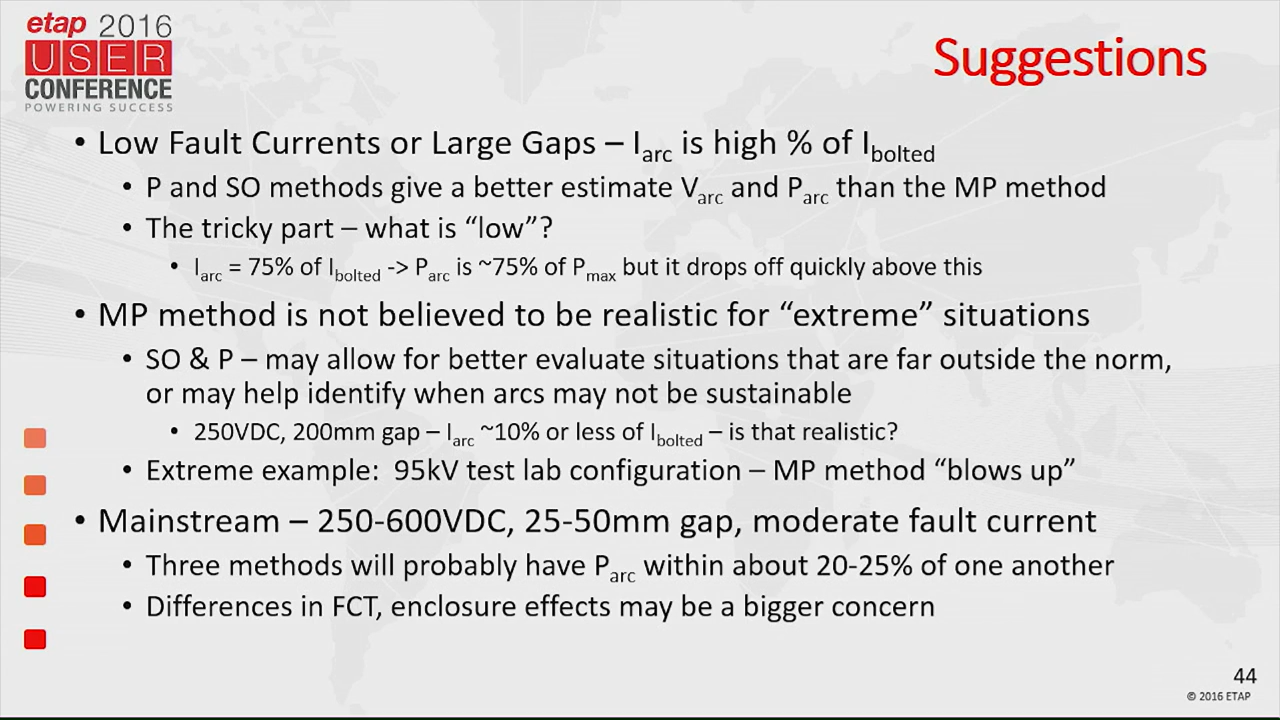 etap 2016
USER
CONFERENCE
POWERING SUCCESS
Suggestions
• Low Fault Currents or Large Gaps – Iarc is high % of Ibolted
• P and SO methods give a better estimate Varc and Parc than the MP method
• The tricky part – what is “low”?
• Iarc = 75% of Ibolted -> Parc is ~75% of Pmax but it drops off quickly above this
• MP method is not believed to be realistic for “extreme” situations
• SO & P – may allow for better evaluate situations that are far outside the norm,
or may help identify when arcs may not be sustainable
• 250VDC, 200mm gap – Iarc ~10% or less of Ibolted – is that realistic?
• Extreme example: 95kV test lab configuration – MP method “blows up”
• Mainstream – 250-600VDC, 25-50mm gap, moderate fault current
• Three methods will probably have Parc within about 20-25% of one another
• Differences in FCT, enclosure effects may be a bigger concern
44
© 2016 ETAP